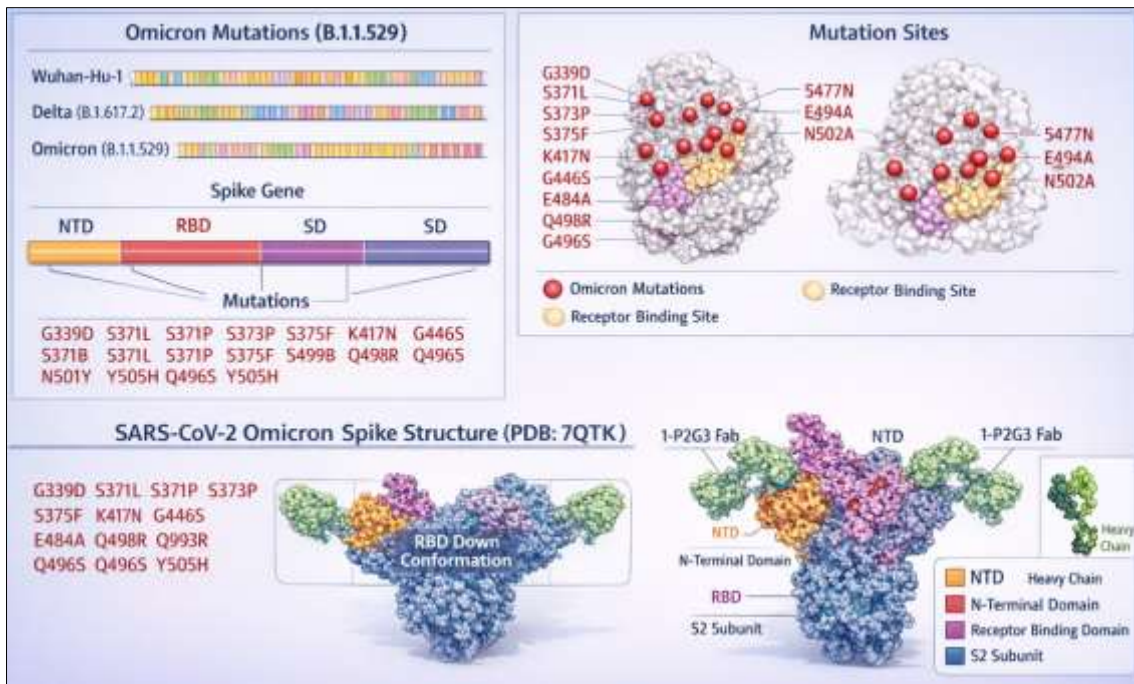 Omicron Mutations (B.1.1.529)
Wuhan-Hu-1
Delta (B.1.617.2)
Omicron (B.1.1.529)
Spike Gene
NTD RBD SD SD
Mutations
G339D S371L S371P S373P S375F K417N G446S
S371B S371L S371P S375F S499B Q498R Q496S
N501Y Y505H Q496S Y505H
Mutation Sites
G339D
S371L
S373P
S375F
K417N
G446S
E484A
Q498R
G496S
S477N
E494A
N502A
S477N
E494A
N502A
Omicron Mutations
Receptor Binding Site
Receptor Binding Site
SARS-CoV-2 Omicron Spike Structure (PDB: 7QTK)
G339D S371L S371P S373P
S375F K417N G446S
E484A Q498R Q993R
Q496S Q496S Y505H
RBD Down
Conformation
1-P2G3 Fab
NTD
1-P2G3 Fab
NTD
N-Terminal Domain
RBD
S2 Subunit
Heavy
Chain
NTD Heavy Chain
N-Terminal Domain
Receptor Binding Domain
S2 Subunit